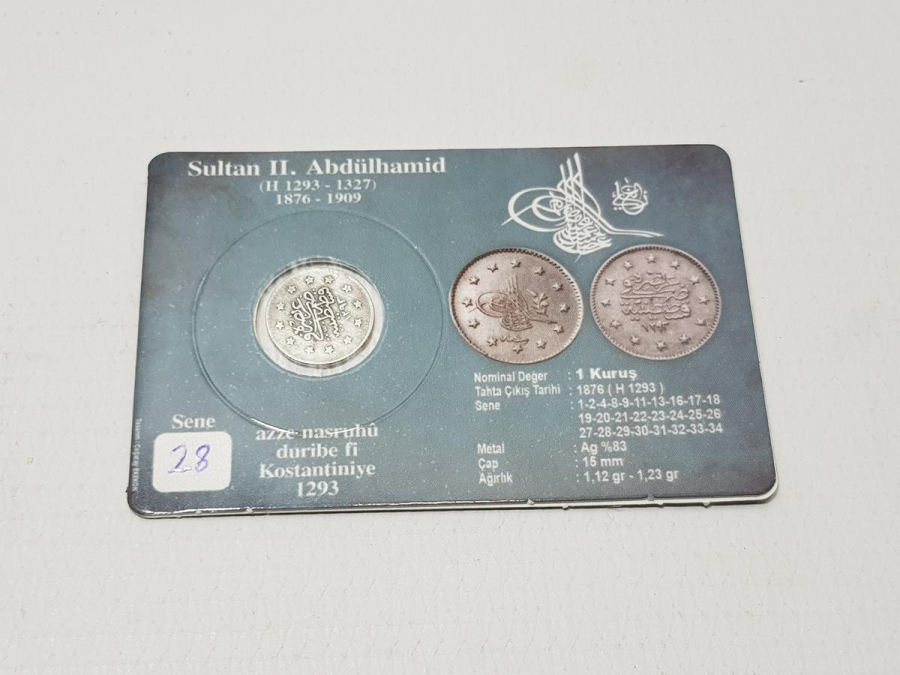 Sultan II. Abdülhamid
(H 1293 - 1327)
1876 - 1909
Nominal Değer : 1 Kuruş
Tahta Çıkış Tarihi : 1876 ( H 1293 )
Sene : 1-2-4-8-9-11-13-16-17-18
19-20-21-22-23-24-25-26
27-28-29-30-31-32-33-34
Metal : Ag %83
Çap : 15 mm
Ağırlık : 1,12 gr - 1,23 gr
Sene
28
azze nasruhû
duribe fi
Kostantiniye
1293
١٢٩٣